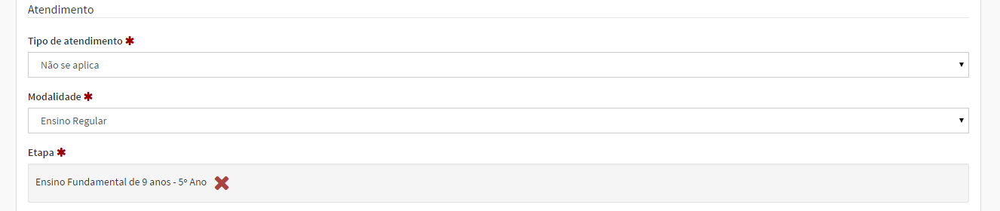 Atendimento
Tipo de atendimento ✱
Não se aplica
Modalidade ✱
Ensino Regular
Etapa ✱
Ensino Fundamental de 9 anos - 5º Ano